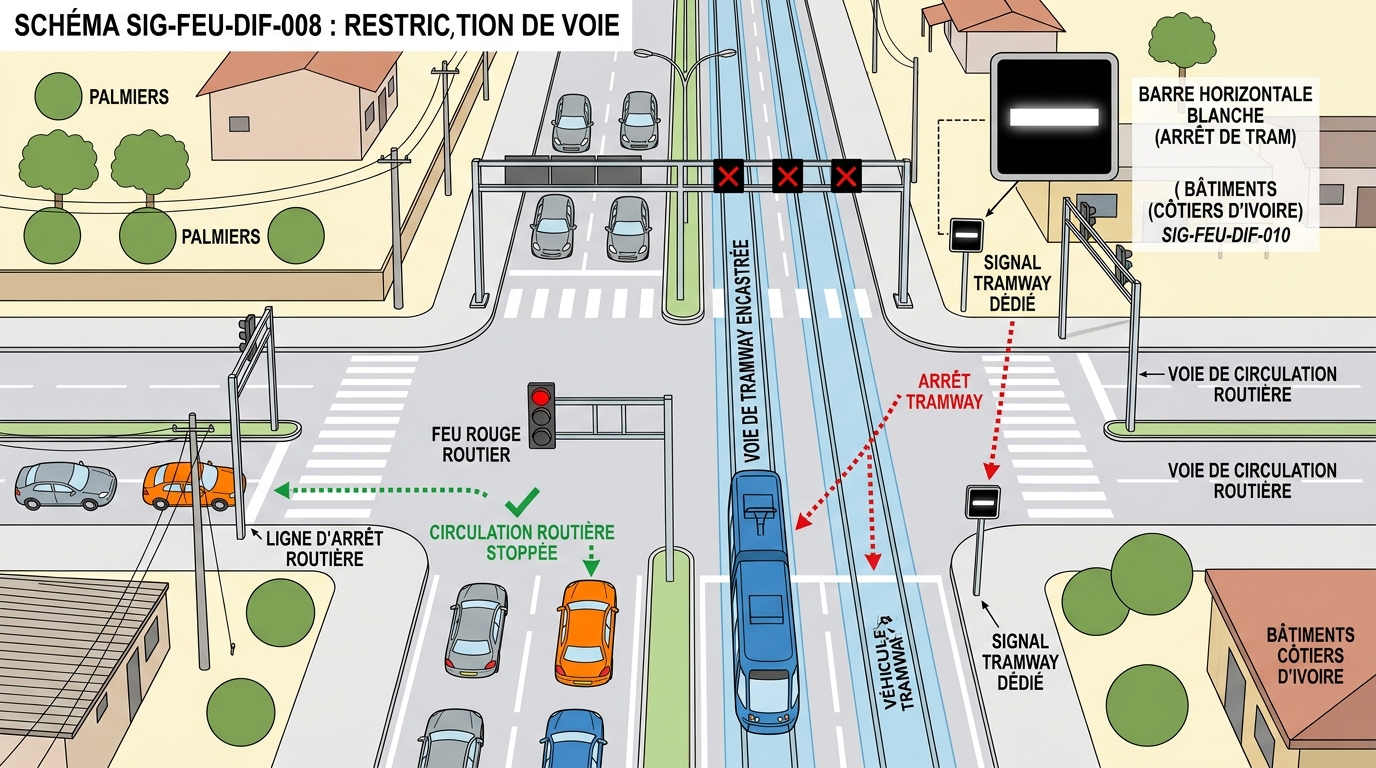 SCHÉMA SIG-FEU-DIF-008 : RESTRIC,TION DE VOIE
PALMIERS
PALMIERS
BARRE HORIZONTALE
BLANCHE
(ARRÊT DE TRAM)
( BÂTIMENTS
(CÔTIERS D'IVOIRE)
SIG-FEU-DIF-010
SIGNAL
TRAMWAY
DÉDIÉ
VOIE DE TRAMWAY ENCASTRÉE
ARRÊT
TRAMWAY
VOIE DE CIRCULATION
ROUTIÈRE
FEU ROUGE
ROUTIER
VOIE DE CIRCULATION
ROUTIÈRE
CIRCULATION ROUTIÈRE
STOPPÉE
LIGNE D'ARRÊT
ROUTIÈRE
VÉHICULE
TRAMWAY
SIGNAL
TRAMWAY
DÉDIÉ
BÂTIMENTS
CÔTIERS
D'IVOIRE